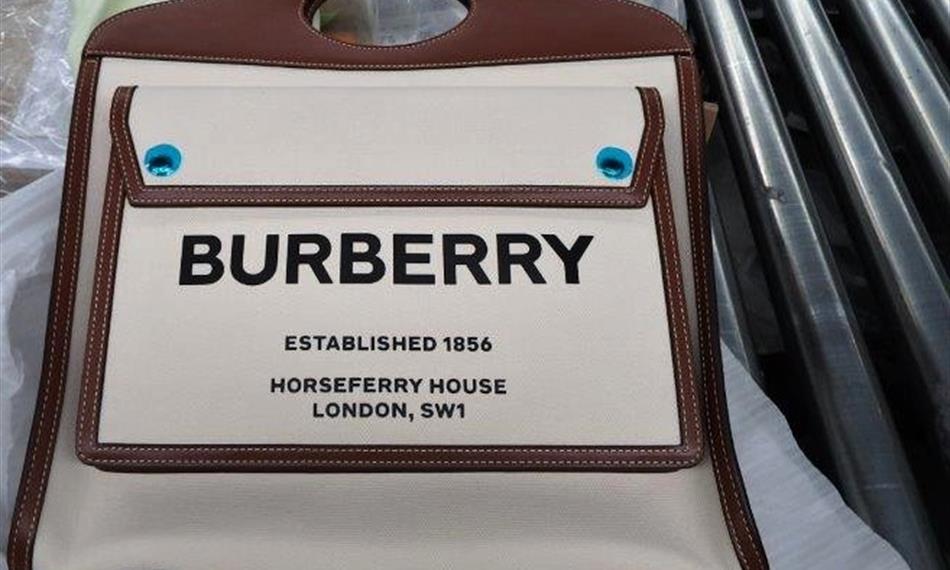 BURBERRY
ESTABLISHED 1856
HORSEFERRY HOUSE
LONDON, SW1